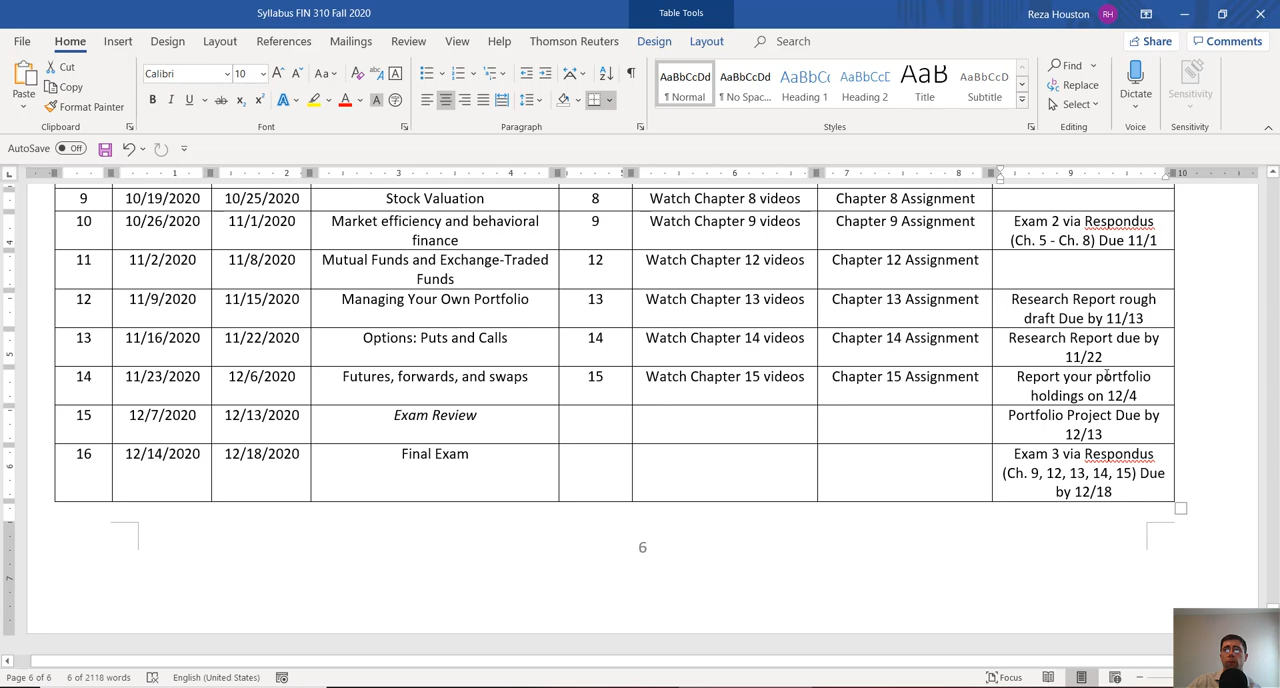 Syllabus FIN 310 Fall 2020
Table Tools
Reza Houston
RH
File
Home
Insert
Design
Layout
References
Mailings
Review
View
Help
Thomson Reuters
Design
Layout
Search
Share
Comments
Paste
Cut
Copy
Format Painter
Clipboard
Calibri
10
Font
Paragraph
AaBbCcDd
¶ Normal
AaBbCcDd
¶ No Spac...
AaBbCc
Heading 1
AaBbCcD
Heading 2
AaB
Title
AaBbCcD
Subtitle
Styles
Find
Replace
Select
Editing
Dictate
Voice
Sensitivity
Sensitivity
AutoSave
Off
9 10/19/2020 10/25/2020 Stock Valuation 8 Watch Chapter 8 videos Chapter 8 Assignment
10 10/26/2020 11/1/2020 Market efficiency and behavioral 9 Watch Chapter 9 videos Chapter 9 Assignment Exam 2 via Respondus
finance (Ch. 5 - Ch. 8) Due 11/1
11 11/2/2020 11/8/2020 Mutual Funds and Exchange-Traded 12 Watch Chapter 12 videos Chapter 12 Assignment
Funds
12 11/9/2020 11/15/2020 Managing Your Own Portfolio 13 Watch Chapter 13 videos Chapter 13 Assignment Research Report rough
draft Due by 11/13
13 11/16/2020 11/22/2020 Options: Puts and Calls 14 Watch Chapter 14 videos Chapter 14 Assignment Research Report due by
11/22
14 11/23/2020 12/6/2020 Futures, forwards, and swaps 15 Watch Chapter 15 videos Chapter 15 Assignment Report your portfolio
holdings on 12/4
15 12/7/2020 12/13/2020 Exam Review Portfolio Project Due by
12/13
16 12/14/2020 12/18/2020 Final Exam Exam 3 via Respondus
(Ch. 9, 12, 13, 14, 15) Due
by 12/18
6
Page 6 of 6
6 of 2118 words
English (United States)
Focus